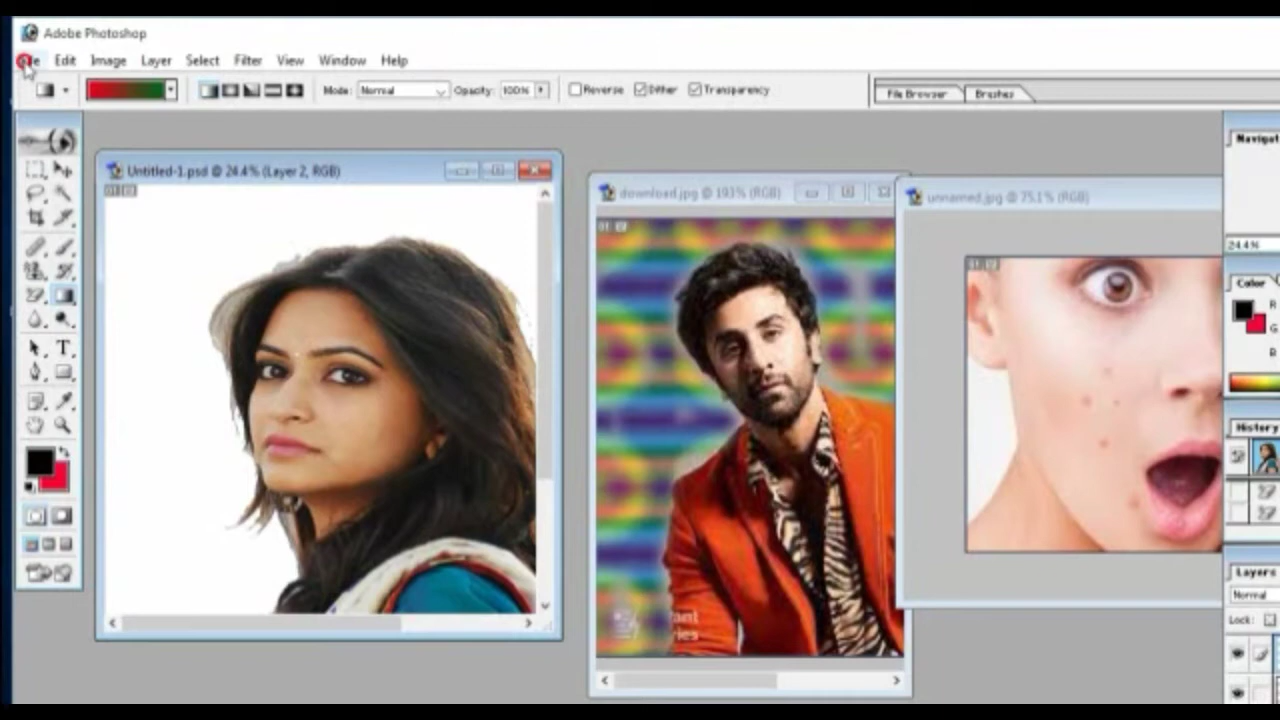 Adobe Photoshop
Edit Image Layer Select Filter View Window Help
Mode: Normal Opacity: 100% Reverse Dither Transparency File Browser Brushes
Untitled-1.psd @ 24.4% (Layer 2, RGB)
download.jpg @ 193% (RGB)
unnamed.jpg @ 75.1% (RGB)
Navigat
24.4%
Color
R
G
B
History
Layers
Normal
Lock:
T